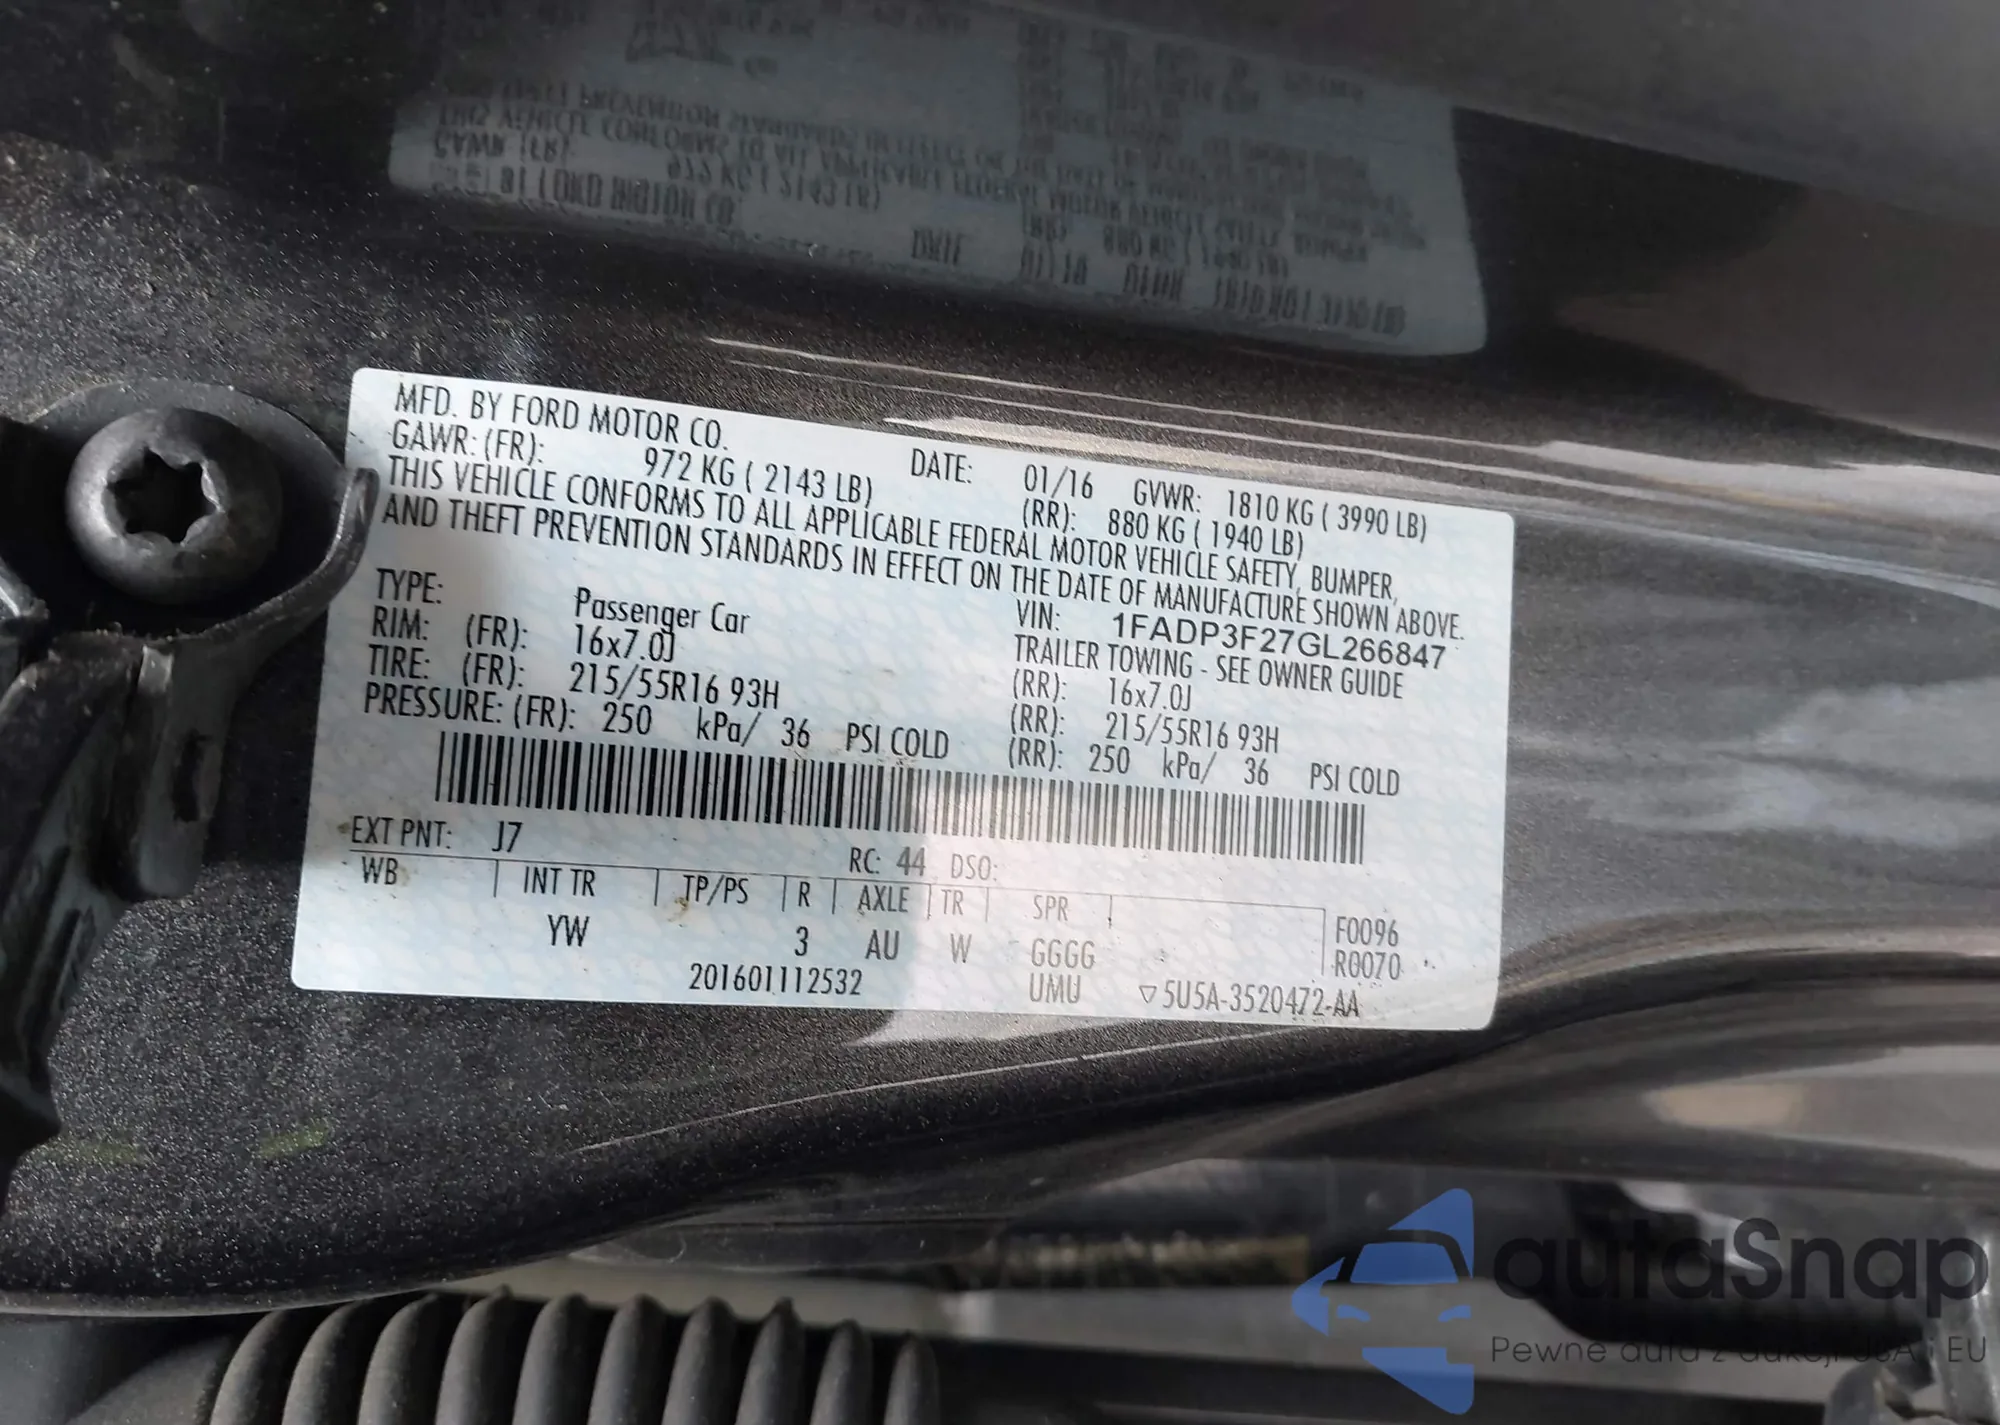 MFD. BY FORD MOTOR CO. DATE: 01/16 GVWR: 1810 KG ( 3990 LB)
GAWR: (FR): 972 KG ( 2143 LB) (RR): 880 KG ( 1940 LB)
THIS VEHICLE CONFORMS TO ALL APPLICABLE FEDERAL MOTOR VEHICLE SAFETY, BUMPER,
AND THEFT PREVENTION STANDARDS IN EFFECT ON THE DATE OF MANUFACTURE SHOWN ABOVE.
VIN: 1FADP3F27GL266847
TYPE: Passenger Car TRAILER TOWING - SEE OWNER GUIDE
RIM: (FR): 16x7.0J (RR): 16x7.0J
TIRE: (FR): 215/55R16 93H (RR): 215/55R16 93H
PRESSURE: (FR): 250 kPa/ 36 PSI COLD (RR): 250 kPa/ 36 PSI COLD
EXT PNT: J7 RC: 44 DSO:
WB INT TR TP/PS R AXLE TR SPR F0096
YW 3 AU W GGGG R0070
201601112532 UMU ▽5U5A-3520472-AA
autaSnap
Pewne auta z aukcji USA i EU